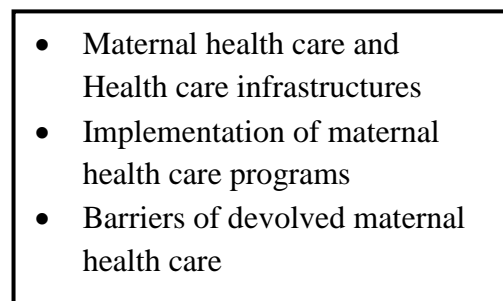 • Maternal health care and
Health care infrastructures
• Implementation of maternal
health care programs
• Barriers of devolved maternal
health care